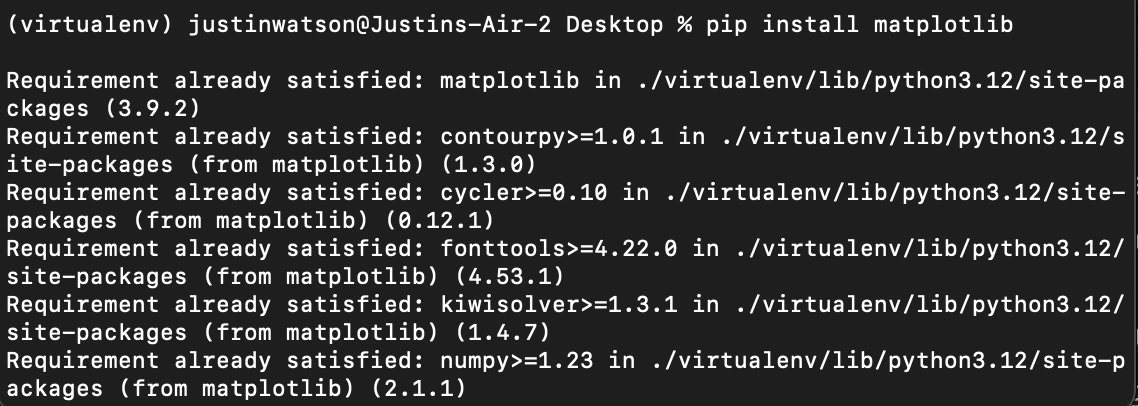 (virtualenv) justinwatson@Justins-Air-2 Desktop % pip install matplotlib
Requirement already satisfied: matplotlib in ./virtualenv/lib/python3.12/site-pa
ckages (3.9.2)
Requirement already satisfied: contourpy>=1.0.1 in ./virtualenv/lib/python3.12/s
ite-packages (from matplotlib) (1.3.0)
Requirement already satisfied: cycler>=0.10 in ./virtualenv/lib/python3.12/site-
packages (from matplotlib) (0.12.1)
Requirement already satisfied: fonttools>=4.22.0 in ./virtualenv/lib/python3.12/
site-packages (from matplotlib) (4.53.1)
Requirement already satisfied: kiwisolver>=1.3.1 in ./virtualenv/lib/python3.12/
site-packages (from matplotlib) (1.4.7)
Requirement already satisfied: numpy>=1.23 in ./virtualenv/lib/python3.12/site-p
ackages (from matplotlib) (2.1.1)